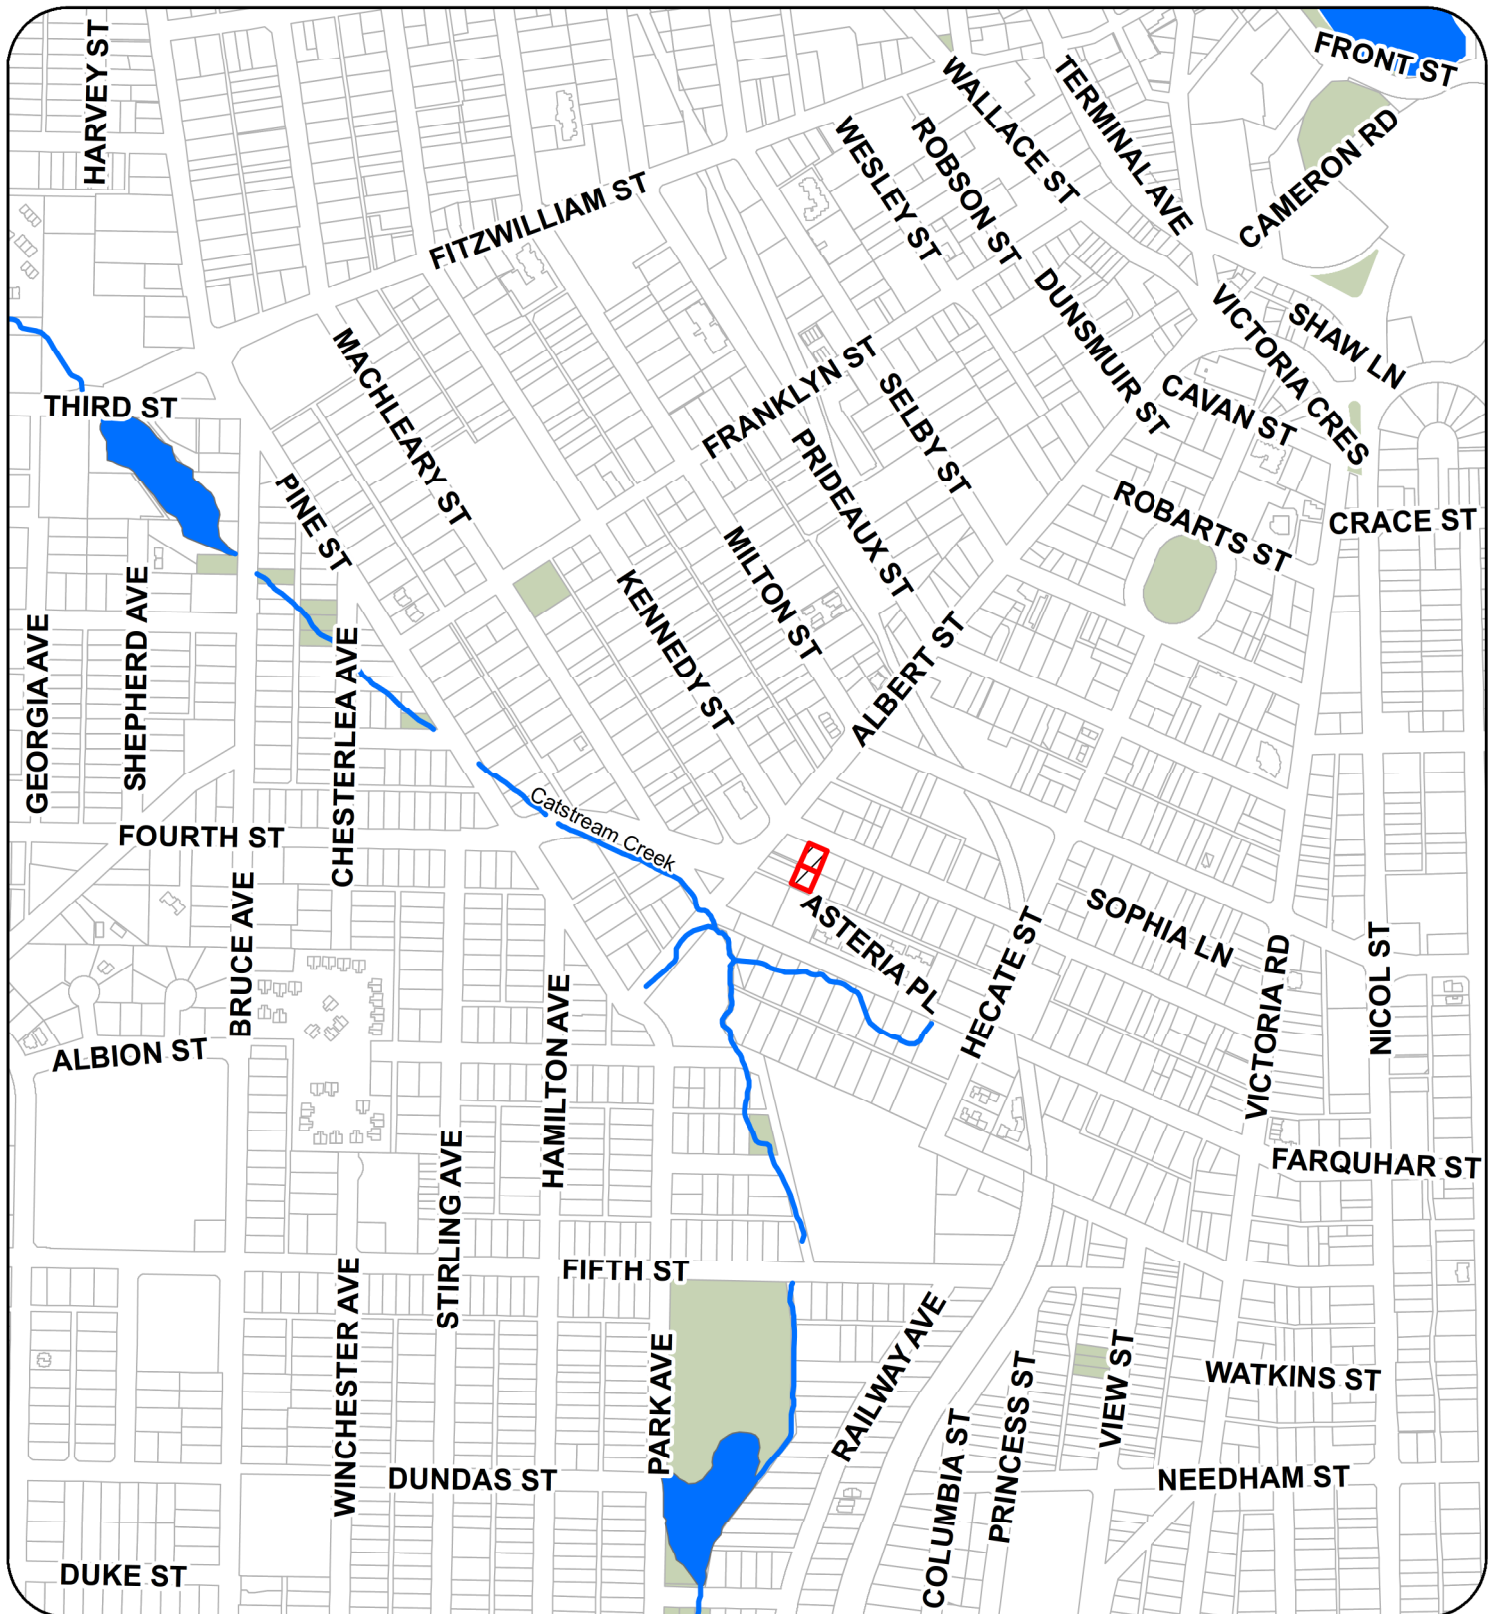 HARVEY ST
FRONT ST
WALLACE ST
TERMINAL AVE
CAMERON RD
WESLEY ST
ROBSON ST
FITZWILLIAM ST
DUNSMUIR ST
VICTORIA CRES
SHAW LN
MACHLEARY ST
FRANKLYN ST
SELBY ST
CAVAN ST
THIRD ST
PRIDEAUX ST
PINE ST
ROBARTS ST
CRACE ST
MILTON ST
KENNEDY ST
SHEPHERD AVE
GEORGIA AVE
CHESTERLEA AVE
ALBERT ST
Catstream Creek
FOURTH ST
BRUCE AVE
ASTERIA PL
SOPHIA LN
HECATE ST
VICTORIA RD
NICOL ST
HAMILTON AVE
ALBION ST
STIRLING AVE
FARQUHAR ST
FIFTH ST
WINCHESTER AVE
RAILWAY AVE
PARK AVE
PRINCESS ST
VIEW ST
WATKINS ST
COLUMBIA ST
DUNDAS ST
NEEDHAM ST
DUKE ST